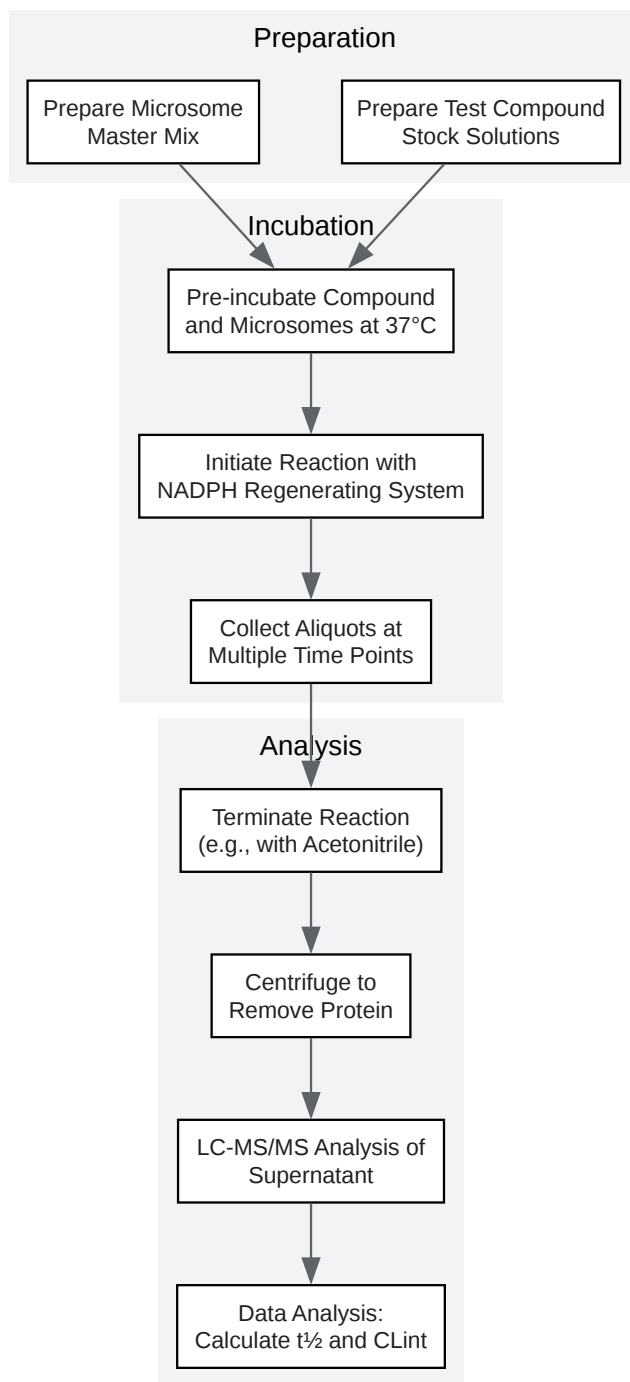 Preparation
Prepare Microsome
Master Mix
Prepare Test Compound
Stock Solutions
Incubation
Pre-incubate Compound
and Microsomes at 37°C
Initiate Reaction with
NADPH Regenerating System
Collect Aliquots at
Multiple Time Points
Analysis
Terminate Reaction
(e.g., with Acetonitrile)
Centrifuge to
Remove Protein
LC-MS/MS Analysis of
Supernatant
Data Analysis:
Calculate t½ and CLint